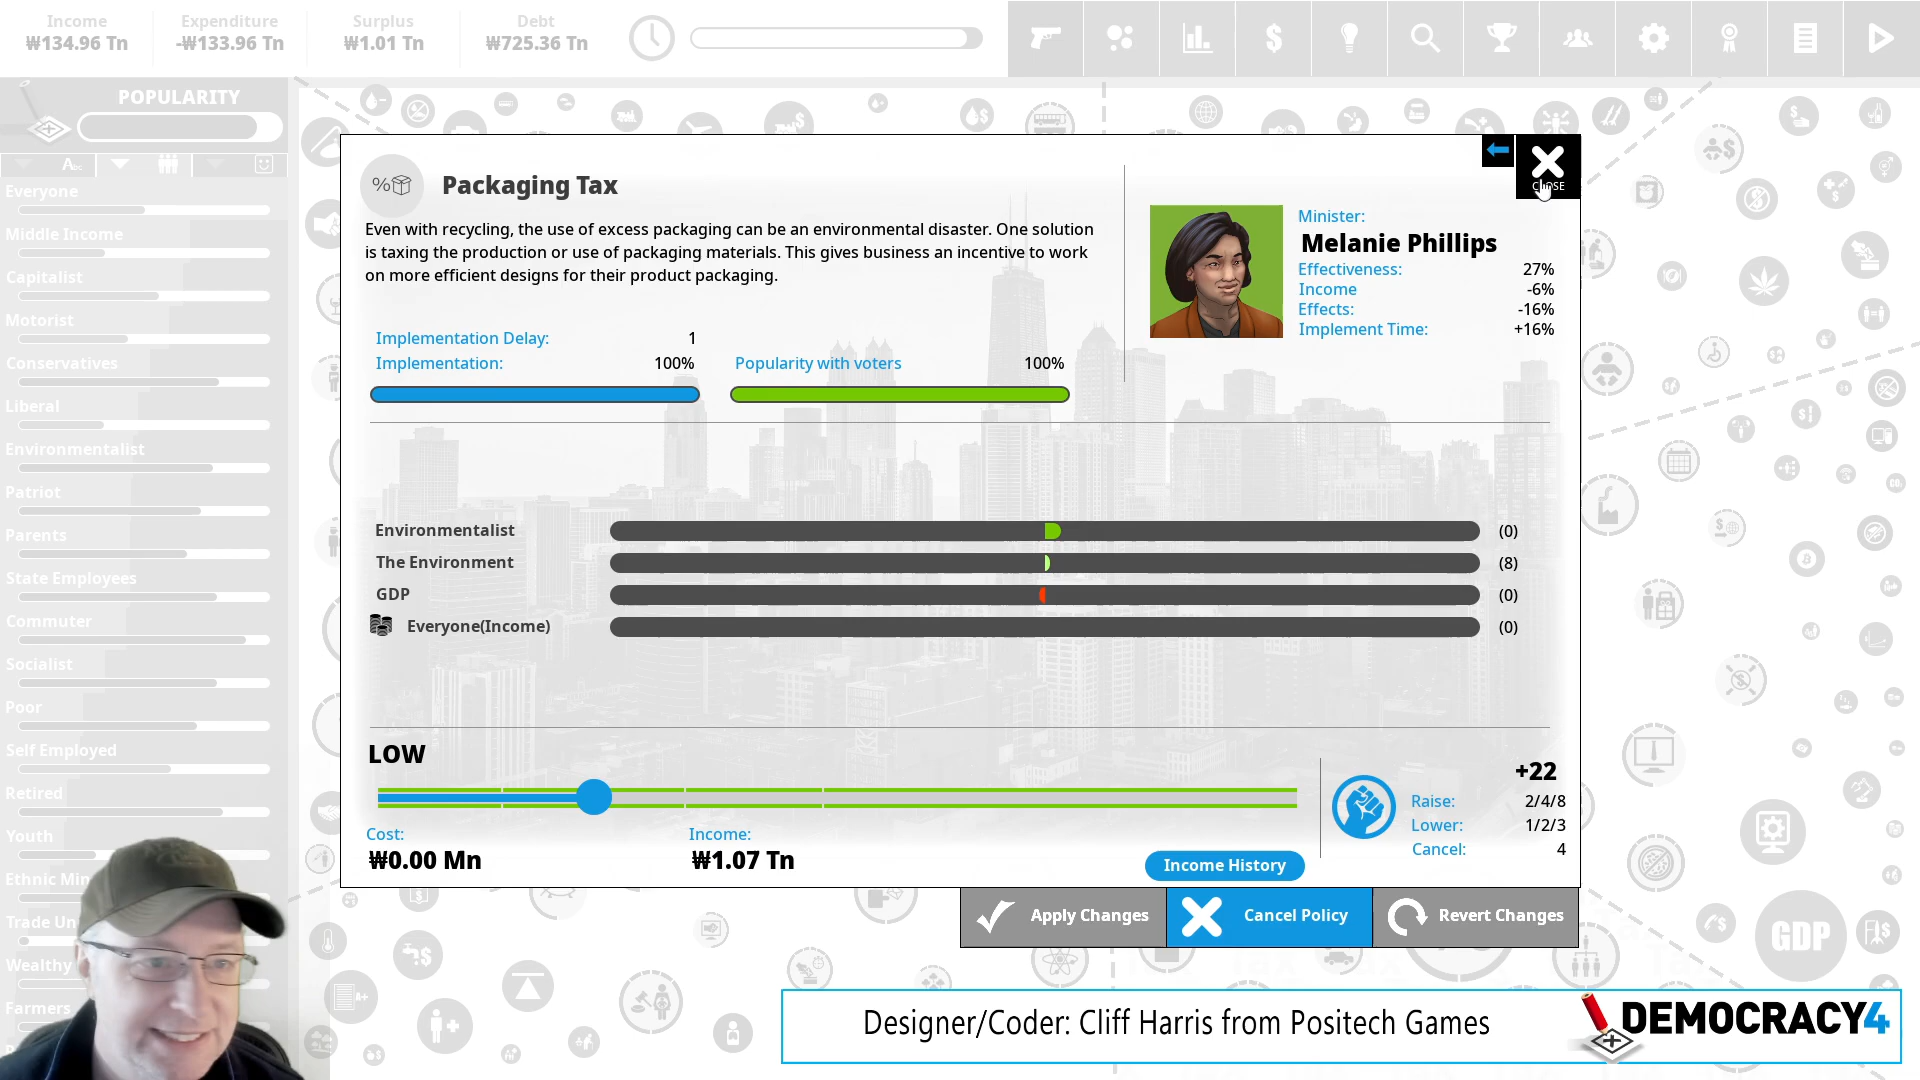 Income
₩134.96 Tn
Expenditure
-₩133.96 Tn
Surplus
₩1.01 Tn
Debt
₩725.36 Tn
POPULARITY
Everyone
Middle Income
Capitalist
Motorist
Conservatives
Liberal
Environmentalist
Patriot
Parents
State Employees
Commuter
Socialist
Poor
Self Employed
Retired
Youth
Ethnic Min
Trade Un
Wealthy
Farmers
Packaging Tax
Even with recycling, the use of excess packaging can be an environmental disaster. One solution
is taxing the production or use of packaging materials. This gives business an incentive to work
on more efficient designs for their product packaging.
Implementation Delay: 1
Implementation: 100%
Popularity with voters 100%
CLOSE
Minister:
Melanie Phillips
Effectiveness: 27%
Income -6%
Effects: -16%
Implement Time: +16%
Environmentalist (0)
The Environment (8)
GDP (0)
Everyone(Income) (0)
LOW
Cost:
₩0.00 Mn
Income:
₩1.07 Tn
Income History
+22
Raise: 2/4/8
Lower: 1/2/3
Cancel: 4
Apply Changes
Cancel Policy
Revert Changes
GDP
Designer/Coder: Cliff Harris from Positech Games
DEMOCRACY4